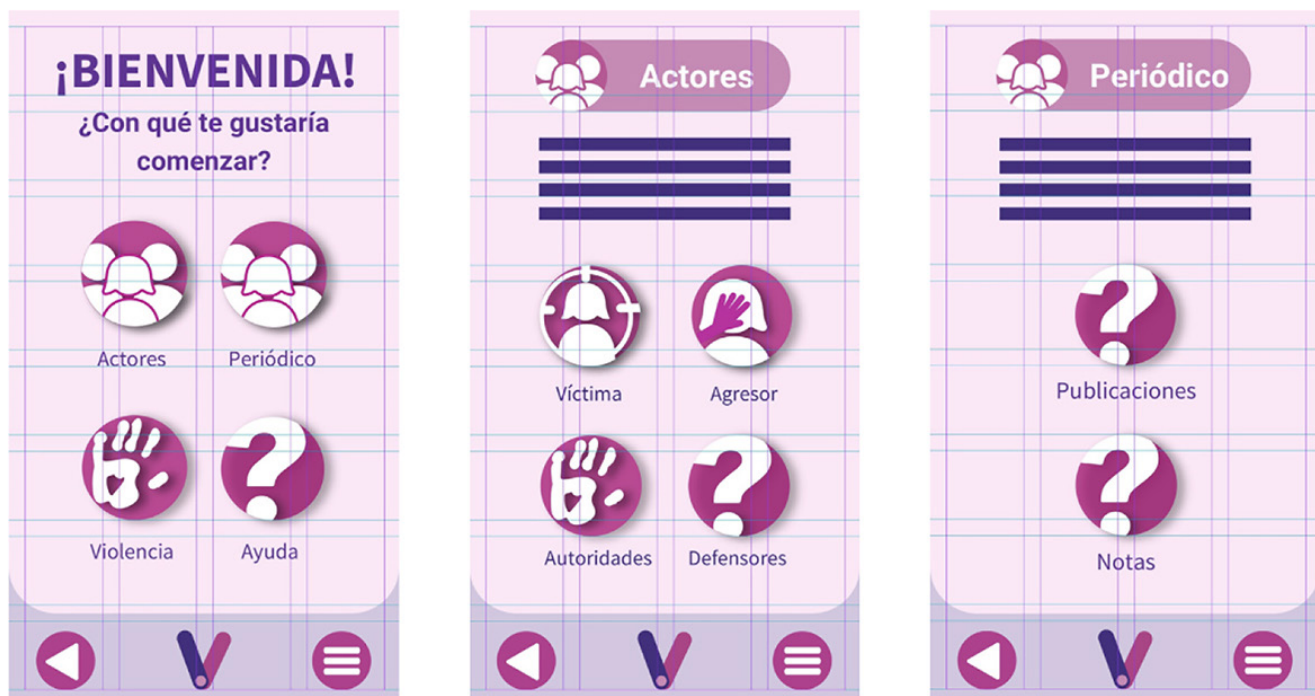 ¡BIENVENIDA!
¿Con qué te gustaría
comenzar?
Actores
Periódico
Violencia
Ayuda
Actores
Víctima
Agresor
Autoridades
Defensores
Periódico
Publicaciones
Notas